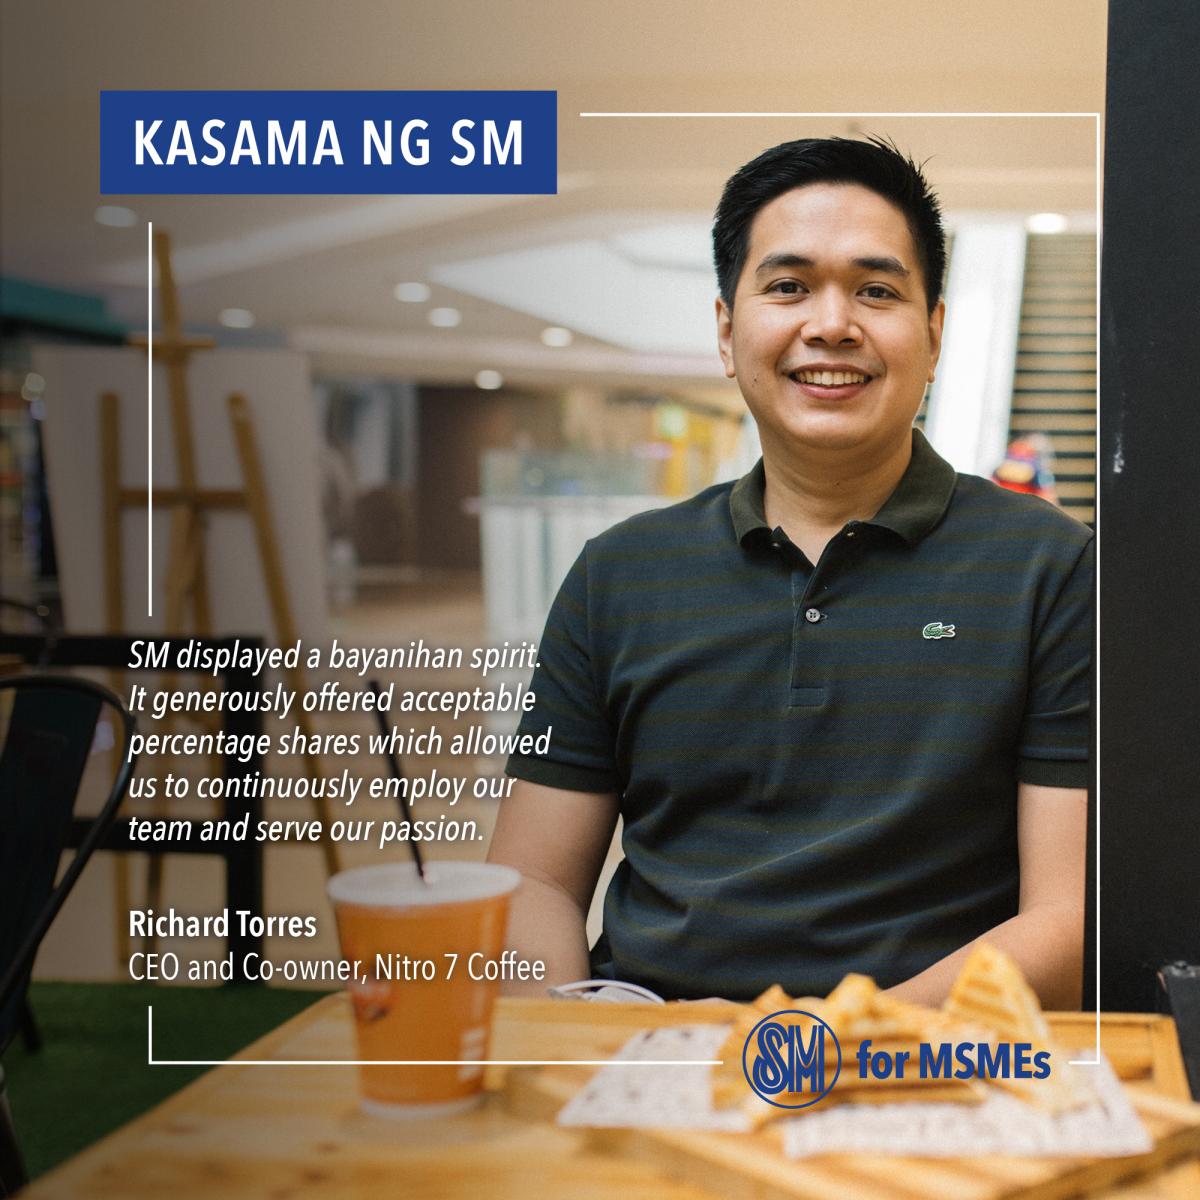 KASAMA NG SM
SM displayed a bayanihan spirit.
It generously offered acceptable
percentage shares which allowed
us to continuously employ our
team and serve our passion.
Richard Torres
CEO and Co-owner, Nitro 7 Coffee
SM for MSMEs